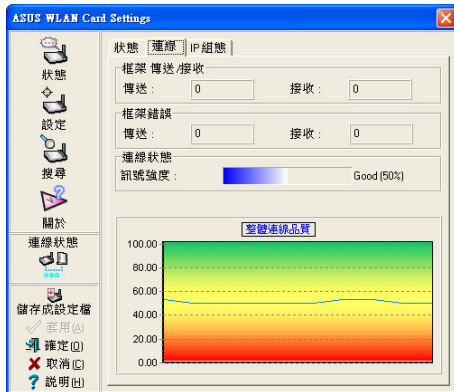 ASUS WLAN Card Settings
狀態
設定
搜尋
關於
連線狀態
儲存成設定檔
套用(A)
確定(O)
取消(C)
說明(H)
狀態 連線 IP組態
框架 傳送/接收
傳送： 0 接收： 0
框架錯誤
傳送： 0 接收： 0
連線狀態
訊號強度： Good (50%)
整體連線品質
100.00
80.00
60.00
40.00
20.00
0.00